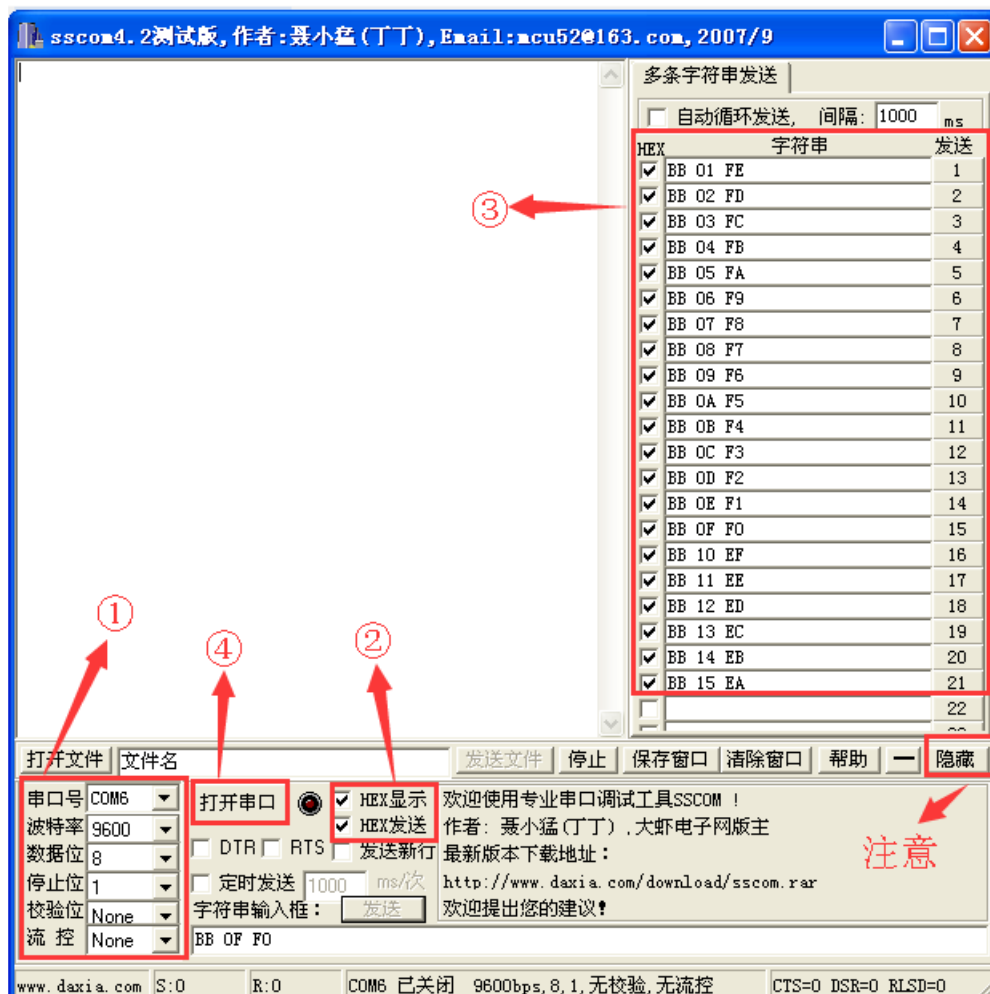 sscom4.2测试版,作者:聂小猛(丁丁),Email:mcu52@163.com,2007/9
多条字符串发送
自动循环发送, 间隔: 1000 ms
HEX 字符串 发送
BB 01 FE 1
BB 02 FD 2
③
BB 03 FC 3
BB 04 FB 4
BB 05 FA 5
BB 06 F9 6
BB 07 F8 7
BB 08 F7 8
BB 09 F6 9
BB 0A F5 10
BB 0B F4 11
BB 0C F3 12
BB 0D F2 13
BB 0E F1 14
BB 0F F0 15
BB 10 EF 16
BB 11 EE 17
BB 12 ED 18
BB 13 EC 19
BB 14 EB 20
BB 15 EA 21
22
① ④ ②
打开文件 文件名 发送文件 停止 保存窗口 清除窗口 帮助 — 隐藏
串口号 COM6 打开串口 HEX显示 欢迎使用专业串口调试工具SSCOM !
波特率 9600 HEX发送 作者: 聂小猛(丁丁) ,大虾电子网版主
数据位 8 DTR RTS 发送新行 最新版本下载地址:
注意
停止位 1 定时发送 1000 ms/次 http://www.daxia.com/download/sscom.rar
校验位 None 字符串输入框: 发送 欢迎提出您的建议!
流 控 None BB 0F F0
www.daxia.com S:0 R:0 COM6 已关闭 9600bps,8,1,无校验,无流控 CTS=0 DSR=0 RLSD=0